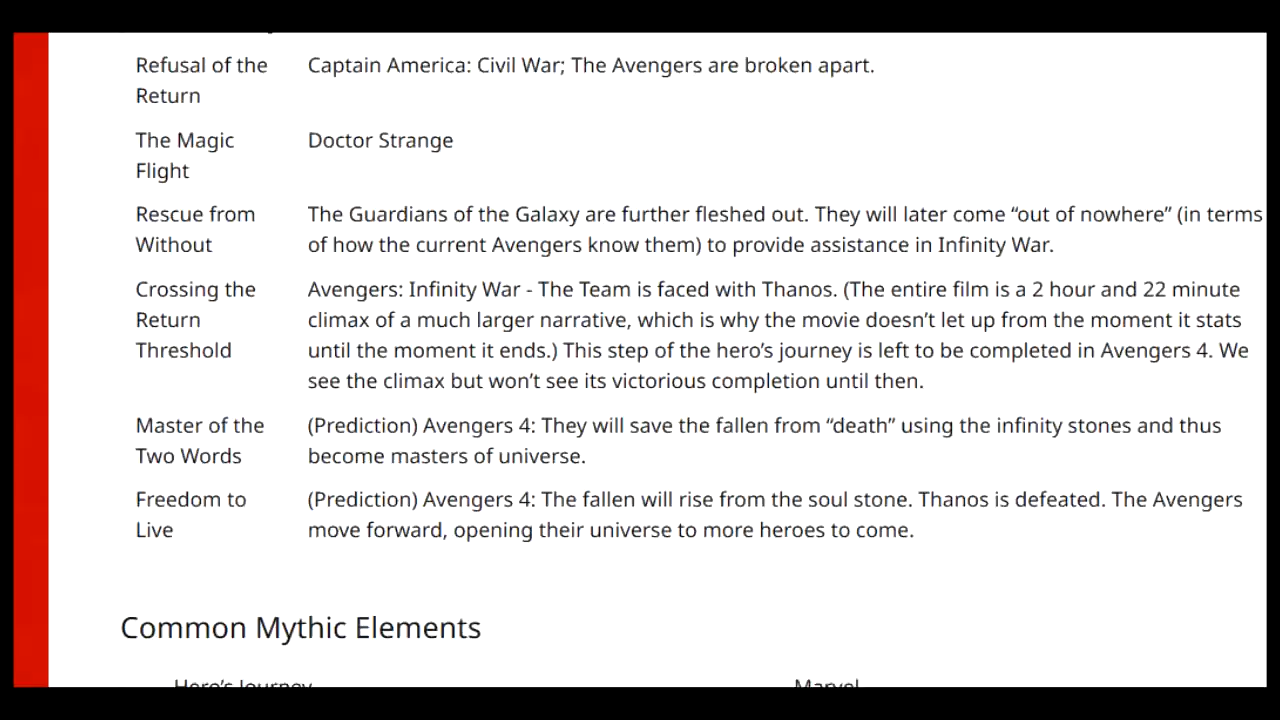 Refusal of the Captain America: Civil War; The Avengers are broken apart.
Return
The Magic Doctor Strange
Flight
Rescue from The Guardians of the Galaxy are further fleshed out. They will later come “out of nowhere” (in terms
Without of how the current Avengers know them) to provide assistance in Infinity War.
Crossing the Avengers: Infinity War - The Team is faced with Thanos. (The entire film is a 2 hour and 22 minute
Return climax of a much larger narrative, which is why the movie doesn’t let up from the moment it stats
Threshold until the moment it ends.) This step of the hero’s journey is left to be completed in Avengers 4. We
see the climax but won’t see its victorious completion until then.
Master of the (Prediction) Avengers 4: They will save the fallen from “death” using the infinity stones and thus
Two Words become masters of universe.
Freedom to (Prediction) Avengers 4: The fallen will rise from the soul stone. Thanos is defeated. The Avengers
Live move forward, opening their universe to more heroes to come.
Common Mythic Elements
Hero’s Journey Marvel